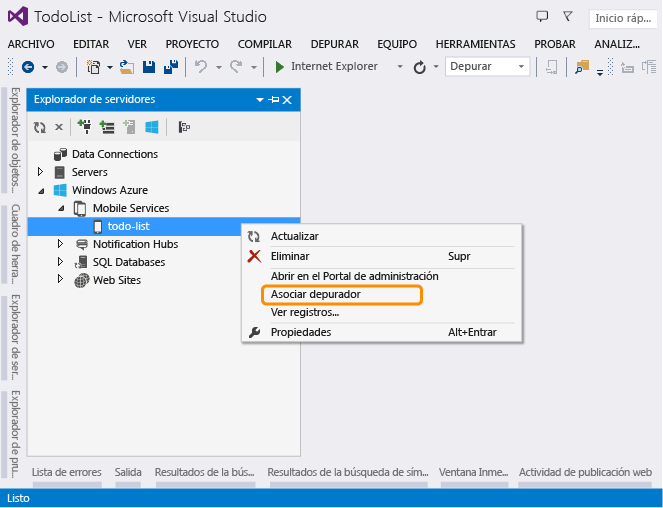 TodoList - Microsoft Visual Studio
Inicio ráp...
ARCHIVO EDITAR VER PROYECTO COMPILAR DEPURAR EQUIPO HERRAMIENTAS PROBAR ANALIZ...
Internet Explorer Depurar
Explorador de objetos...
Cuadro de herra...
Explorador de ser...
Explorador de pru...
Explorador de servidores
Data Connections
Servers
Windows Azure
Mobile Services
todo-list
Notification Hubs
SQL Databases
Web Sites
Actualizar
Eliminar Supr
Abrir en el Portal de administración
Asociar depurador
Ver registros...
Propiedades Alt+Entrar
Lista de errores Salida Resultados de la bús... Resultados de la búsqueda de sím... Ventana Inme... Actividad de publicación web
Listo